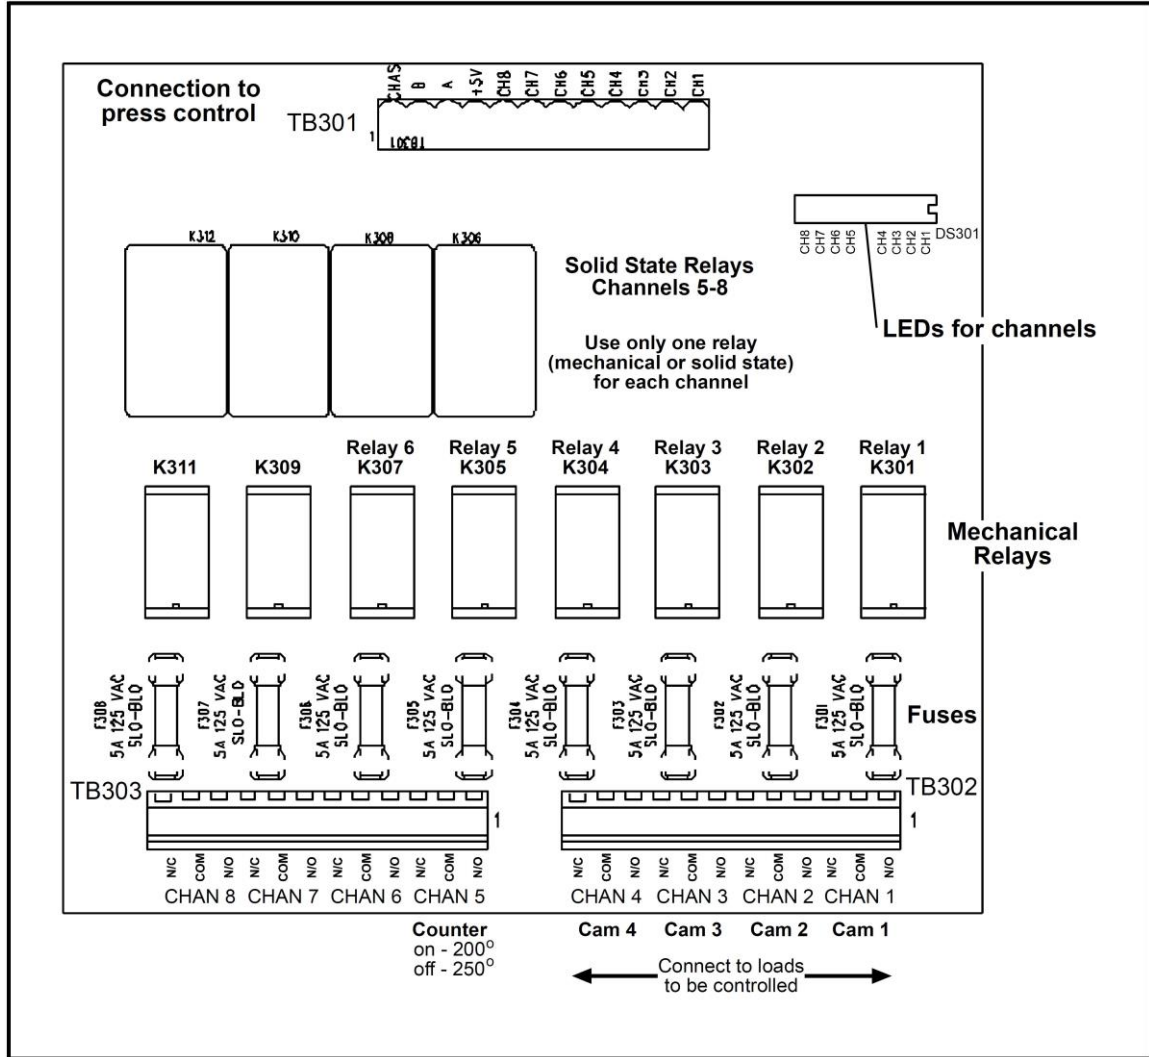 Connection to
press control
TB301
1
CHAS
B
A
+5V
CH8
CH7
CH6
CH5
CH4
CH3
CH2
CH1
TB301
CH8
CH7
CH6
CH5
CH4
CH3
CH2
CH1
DS301
LEDs for channels
K312
K310
K308
K306
Solid State Relays
Channels 5-8
Use only one relay
(mechanical or solid state)
for each channel
K311
K309
Relay 6
K307
Relay 5
K305
Relay 4
K304
Relay 3
K303
Relay 2
K302
Relay 1
K301
Mechanical
Relays
F308
5A 125 VAC
SLO-BLO
F307
5A 125 VAC
SLO-BLO
F306
5A 125 VAC
SLO-BLO
F305
5A 125 VAC
SLO-BLO
F304
5A 125 VAC
SLO-BLO
F303
5A 125 VAC
SLO-BLO
F302
5A 125 VAC
SLO-BLO
F301
5A 125 VAC
SLO-BLO
Fuses
TB303
1
TB302
1
N/C
COM
N/O
N/C
COM
N/O
N/C
COM
N/O
N/C
COM
N/O
N/C
COM
N/O
N/C
COM
N/O
N/C
COM
N/O
N/C
COM
N/O
CHAN 8
CHAN 7
CHAN 6
CHAN 5
CHAN 4
CHAN 3
CHAN 2
CHAN 1
Counter
on - 200°
off - 250°
Cam 4
Cam 3
Cam 2
Cam 1
Connect to loads
to be controlled